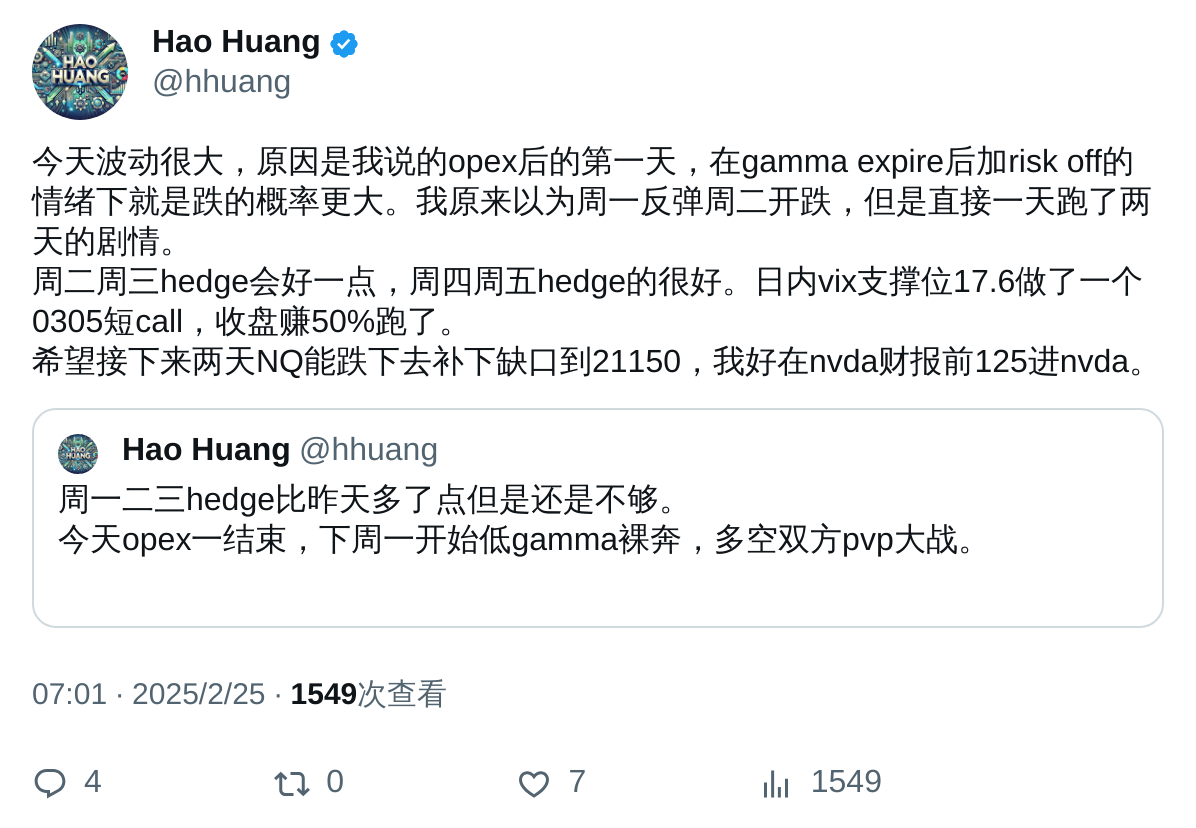 HAO
HUANG
Hao Huang
@hhuang
今天波动很大，原因是我说的opex后的第一天，在gamma expire后加risk off的
情绪下就是跌的概率更大。我原来以为周一反弹周二开跌，但是直接一天跑了两
天的剧情。
周二周三hedge会好一点，周四周五hedge的很好。日内vix支撑位17.6做了一个
0305短call，收盘赚50%跑了。
希望接下来两天NQ能跌下去补下缺口到21150，我好在nvda财报前125进nvda。
HAO
HUANG
Hao Huang @hhuang
周一二三hedge比昨天多了点但是还是不够。
今天opex一结束，下周一开始低gamma裸奔，多空双方pvp大战。
07:01 · 2025/2/25 · 1549次查看
4 0 7 1549